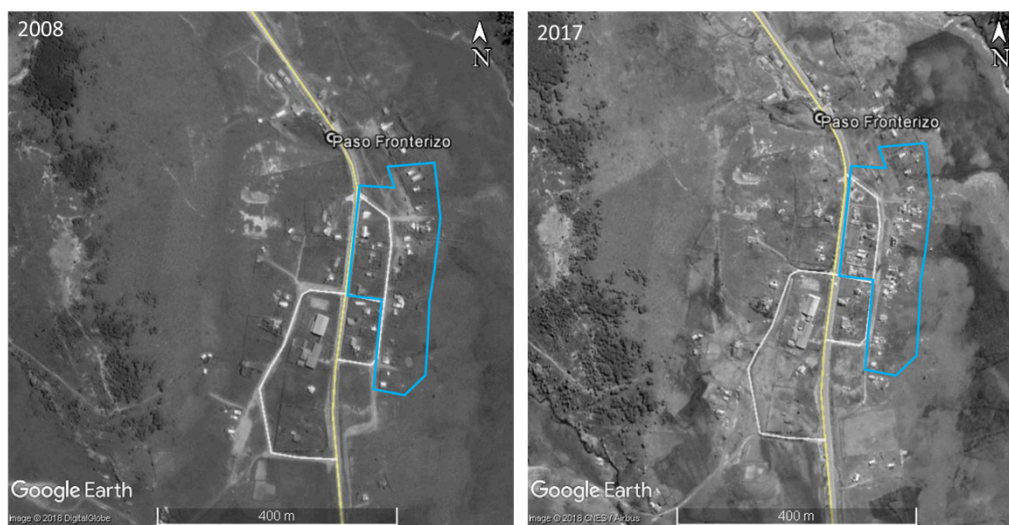 2008
N
Paso Fronterizo
Google Earth
Image © 2018 DigitalGlobe
400 m
2017
N
Paso Fronterizo
Google Earth
Image © 2018 CNES / Airbus
400 m